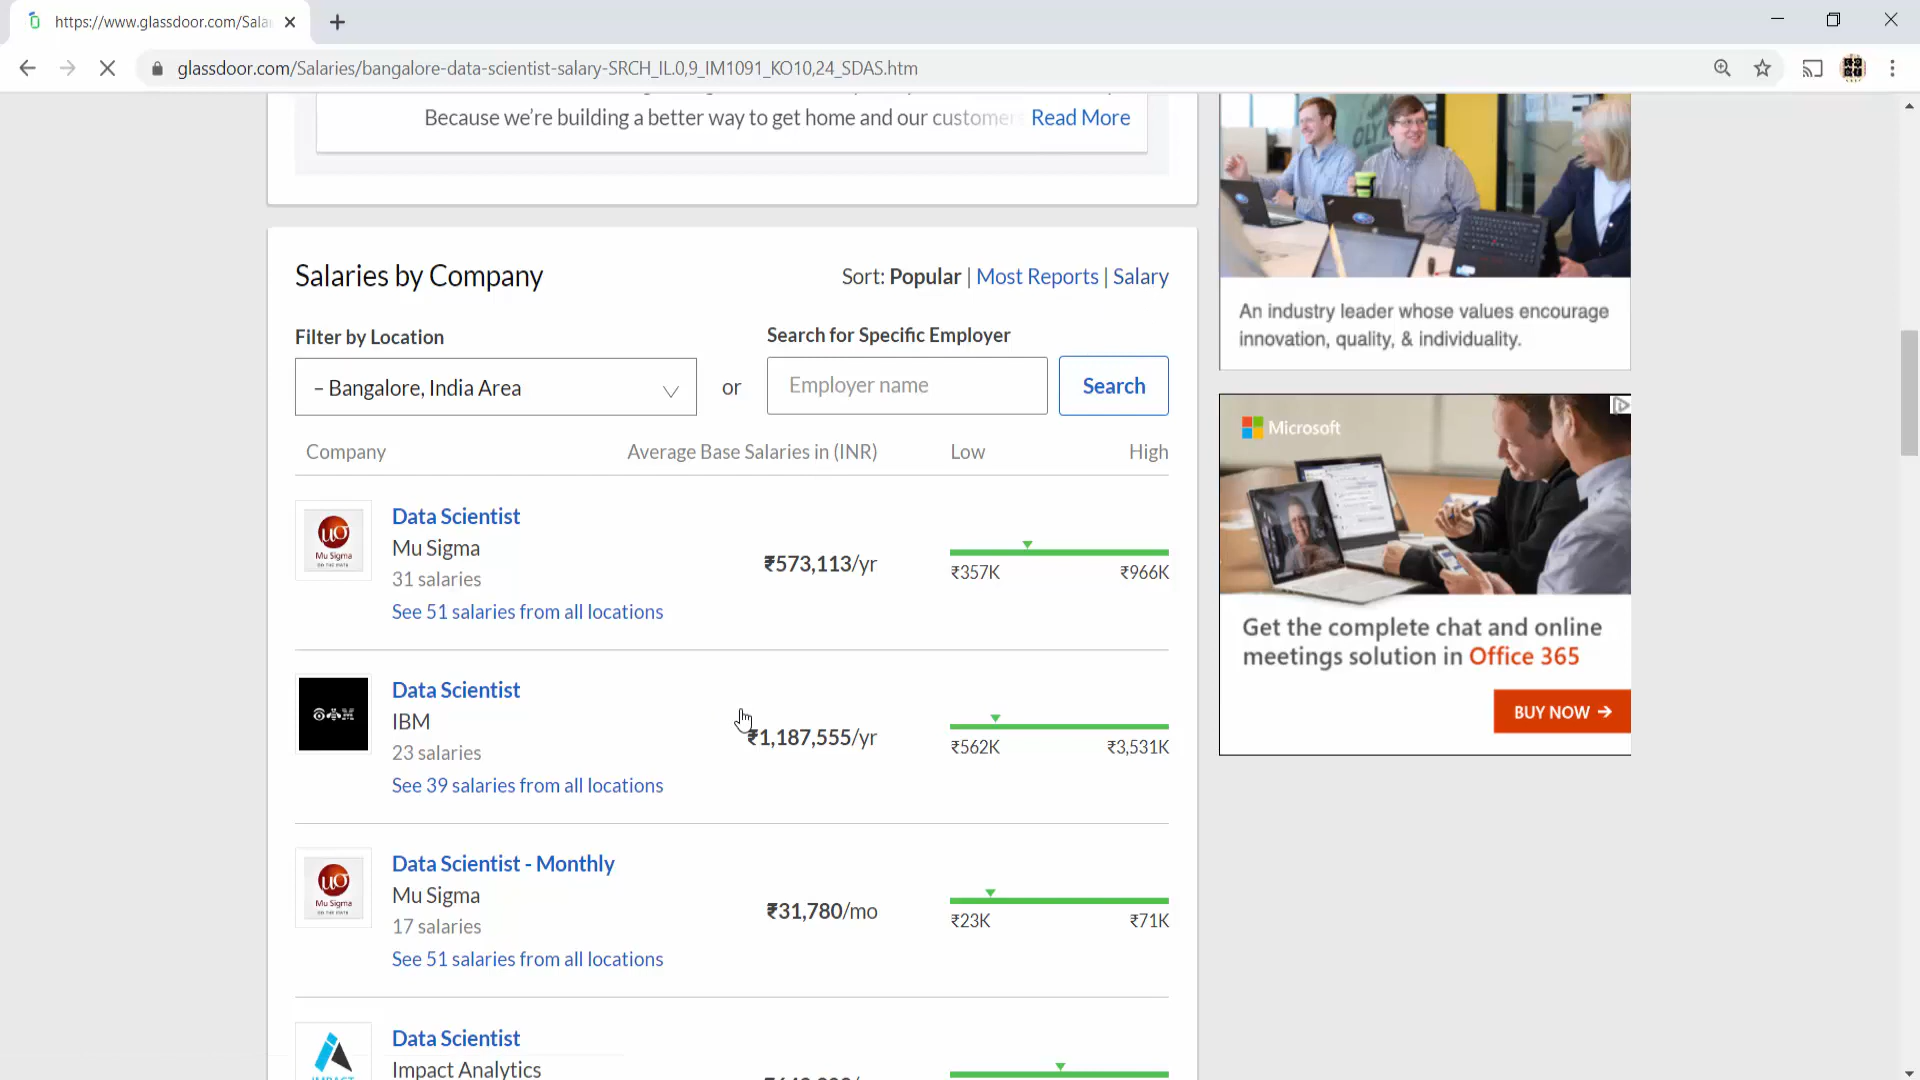 https://www.glassdoor.com/Sala
glassdoor.com/Salaries/bangalore-data-scientist-salary-SRCH_IL.0,9_IM1091_KO10,24_SDAS.htm
Because we're building a better way to get home and our customer Read More
Salaries by Company
Sort: Popular | Most Reports | Salary
Filter by Location
Search for Specific Employer
– Bangalore, India Area
or
Employer name
Search
Company Average Base Salaries in (INR) Low High
Data Scientist
Mu Sigma
Mu Sigma
31 salaries
See 51 salaries from all locations
₹573,113/yr
₹357K ₹966K
Data Scientist
IBM
23 salaries
See 39 salaries from all locations
₹1,187,555/yr
₹562K ₹3,531K
Data Scientist - Monthly
Mu Sigma
Mu Sigma
17 salaries
See 51 salaries from all locations
₹31,780/mo
₹23K ₹71K
Data Scientist
Impact Analytics
An industry leader whose values encourage
innovation, quality, & individuality.
Microsoft
Get the complete chat and online
meetings solution in Office 365
BUY NOW →